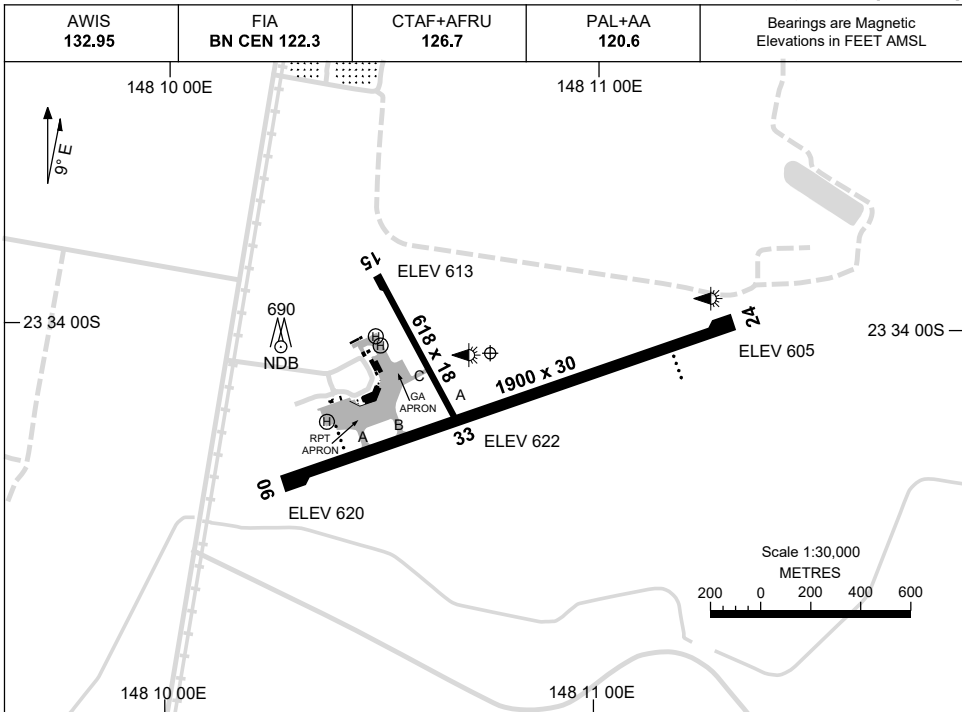 AWIS
132.95
FIA
BN CEN 122.3
CTAF+AFRU
126.7
PAL+AA
120.6
Bearings are Magnetic
Elevations in FEET AMSL
148 10 00E
148 11 00E
9° E
15
ELEV 613
690
NDB
23 34 00S
23 34 00S
24
ELEV 605
618 x 18
1900 x 30
H
H
H
C
GA
APRON
A
B
A
RPT
APRON
33
ELEV 622
06
ELEV 620
Scale 1:30,000
METRES
200 0 200 400 600
148 10 00E
148 11 00E